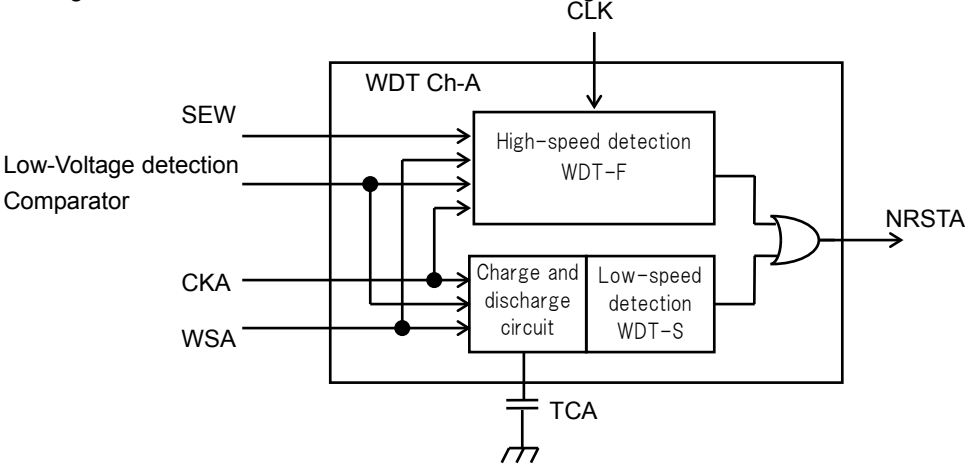 CLK
WDT Ch-A
SEW
High-speed detection
WDT-F
Low-Voltage detection
Comparator
NRSTA
CKA
Charge and
discharge
circuit
Low-speed
detection
WDT-S
WSA
TCA